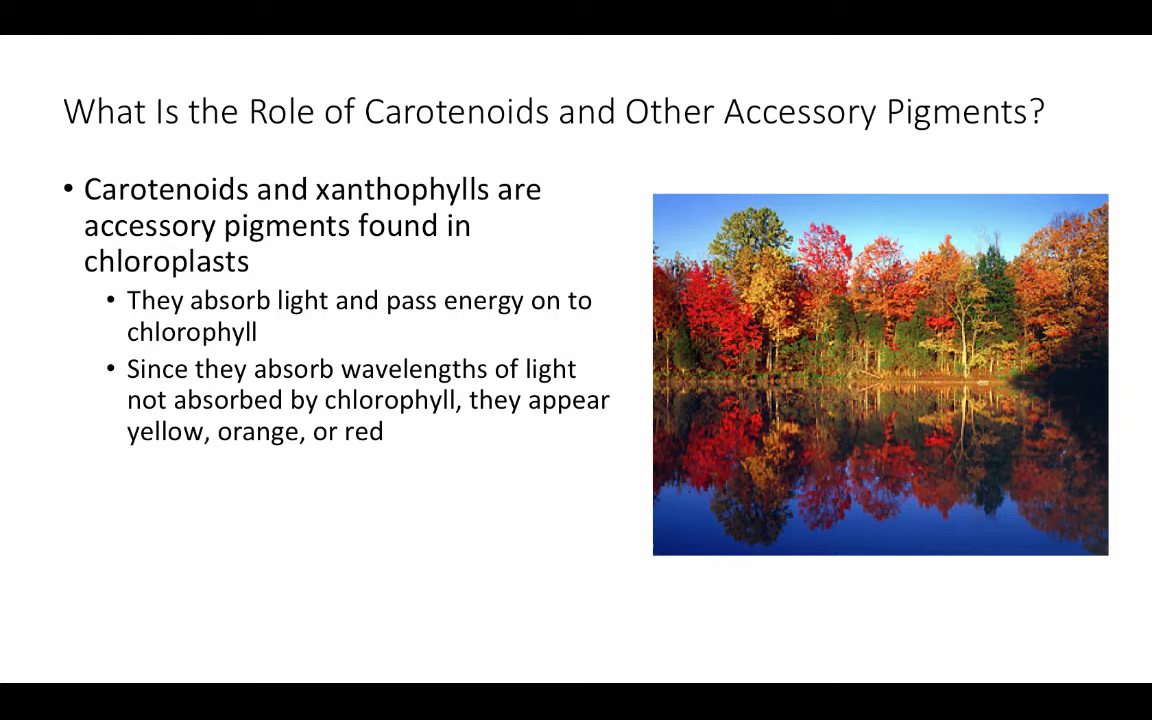 What Is the Role of Carotenoids and Other Accessory Pigments?
• Carotenoids and xanthophylls are
accessory pigments found in
chloroplasts
• They absorb light and pass energy on to
chlorophyll
• Since they absorb wavelengths of light
not absorbed by chlorophyll, they appear
yellow, orange, or red